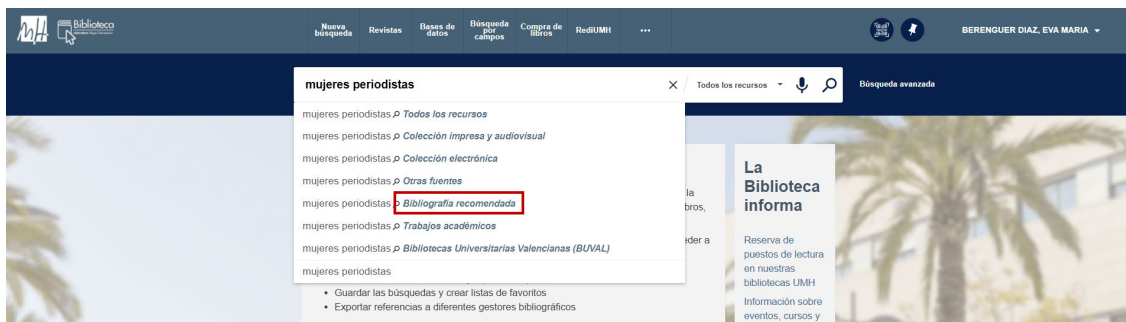 Biblioteca
Nueva búsqueda
Revistas
Bases de datos
Búsqueda por campos
Compra de libros
RediUMH
...
BERENGUER DIAZ, EVA MARIA
mujeres periodistas
Todos los recursos
Búsqueda avanzada
mujeres periodistas Todos los recursos
mujeres periodistas Colección impresa y audiovisual
mujeres periodistas Colección electrónica
mujeres periodistas Otras fuentes
mujeres periodistas Bibliografía recomendada
mujeres periodistas Trabajos académicos
mujeres periodistas Bibliotecas Universitarias Valencianas (BUVAL)
mujeres periodistas
la
bros,
eder a
• Guardar las búsquedas y crear listas de favoritos
• Exportar referencias a diferentes gestores bibliográficos
La
Biblioteca
informa
Reserva de
puestos de lectura
en nuestras
bibliotecas UMH
Información sobre
eventos, cursos y